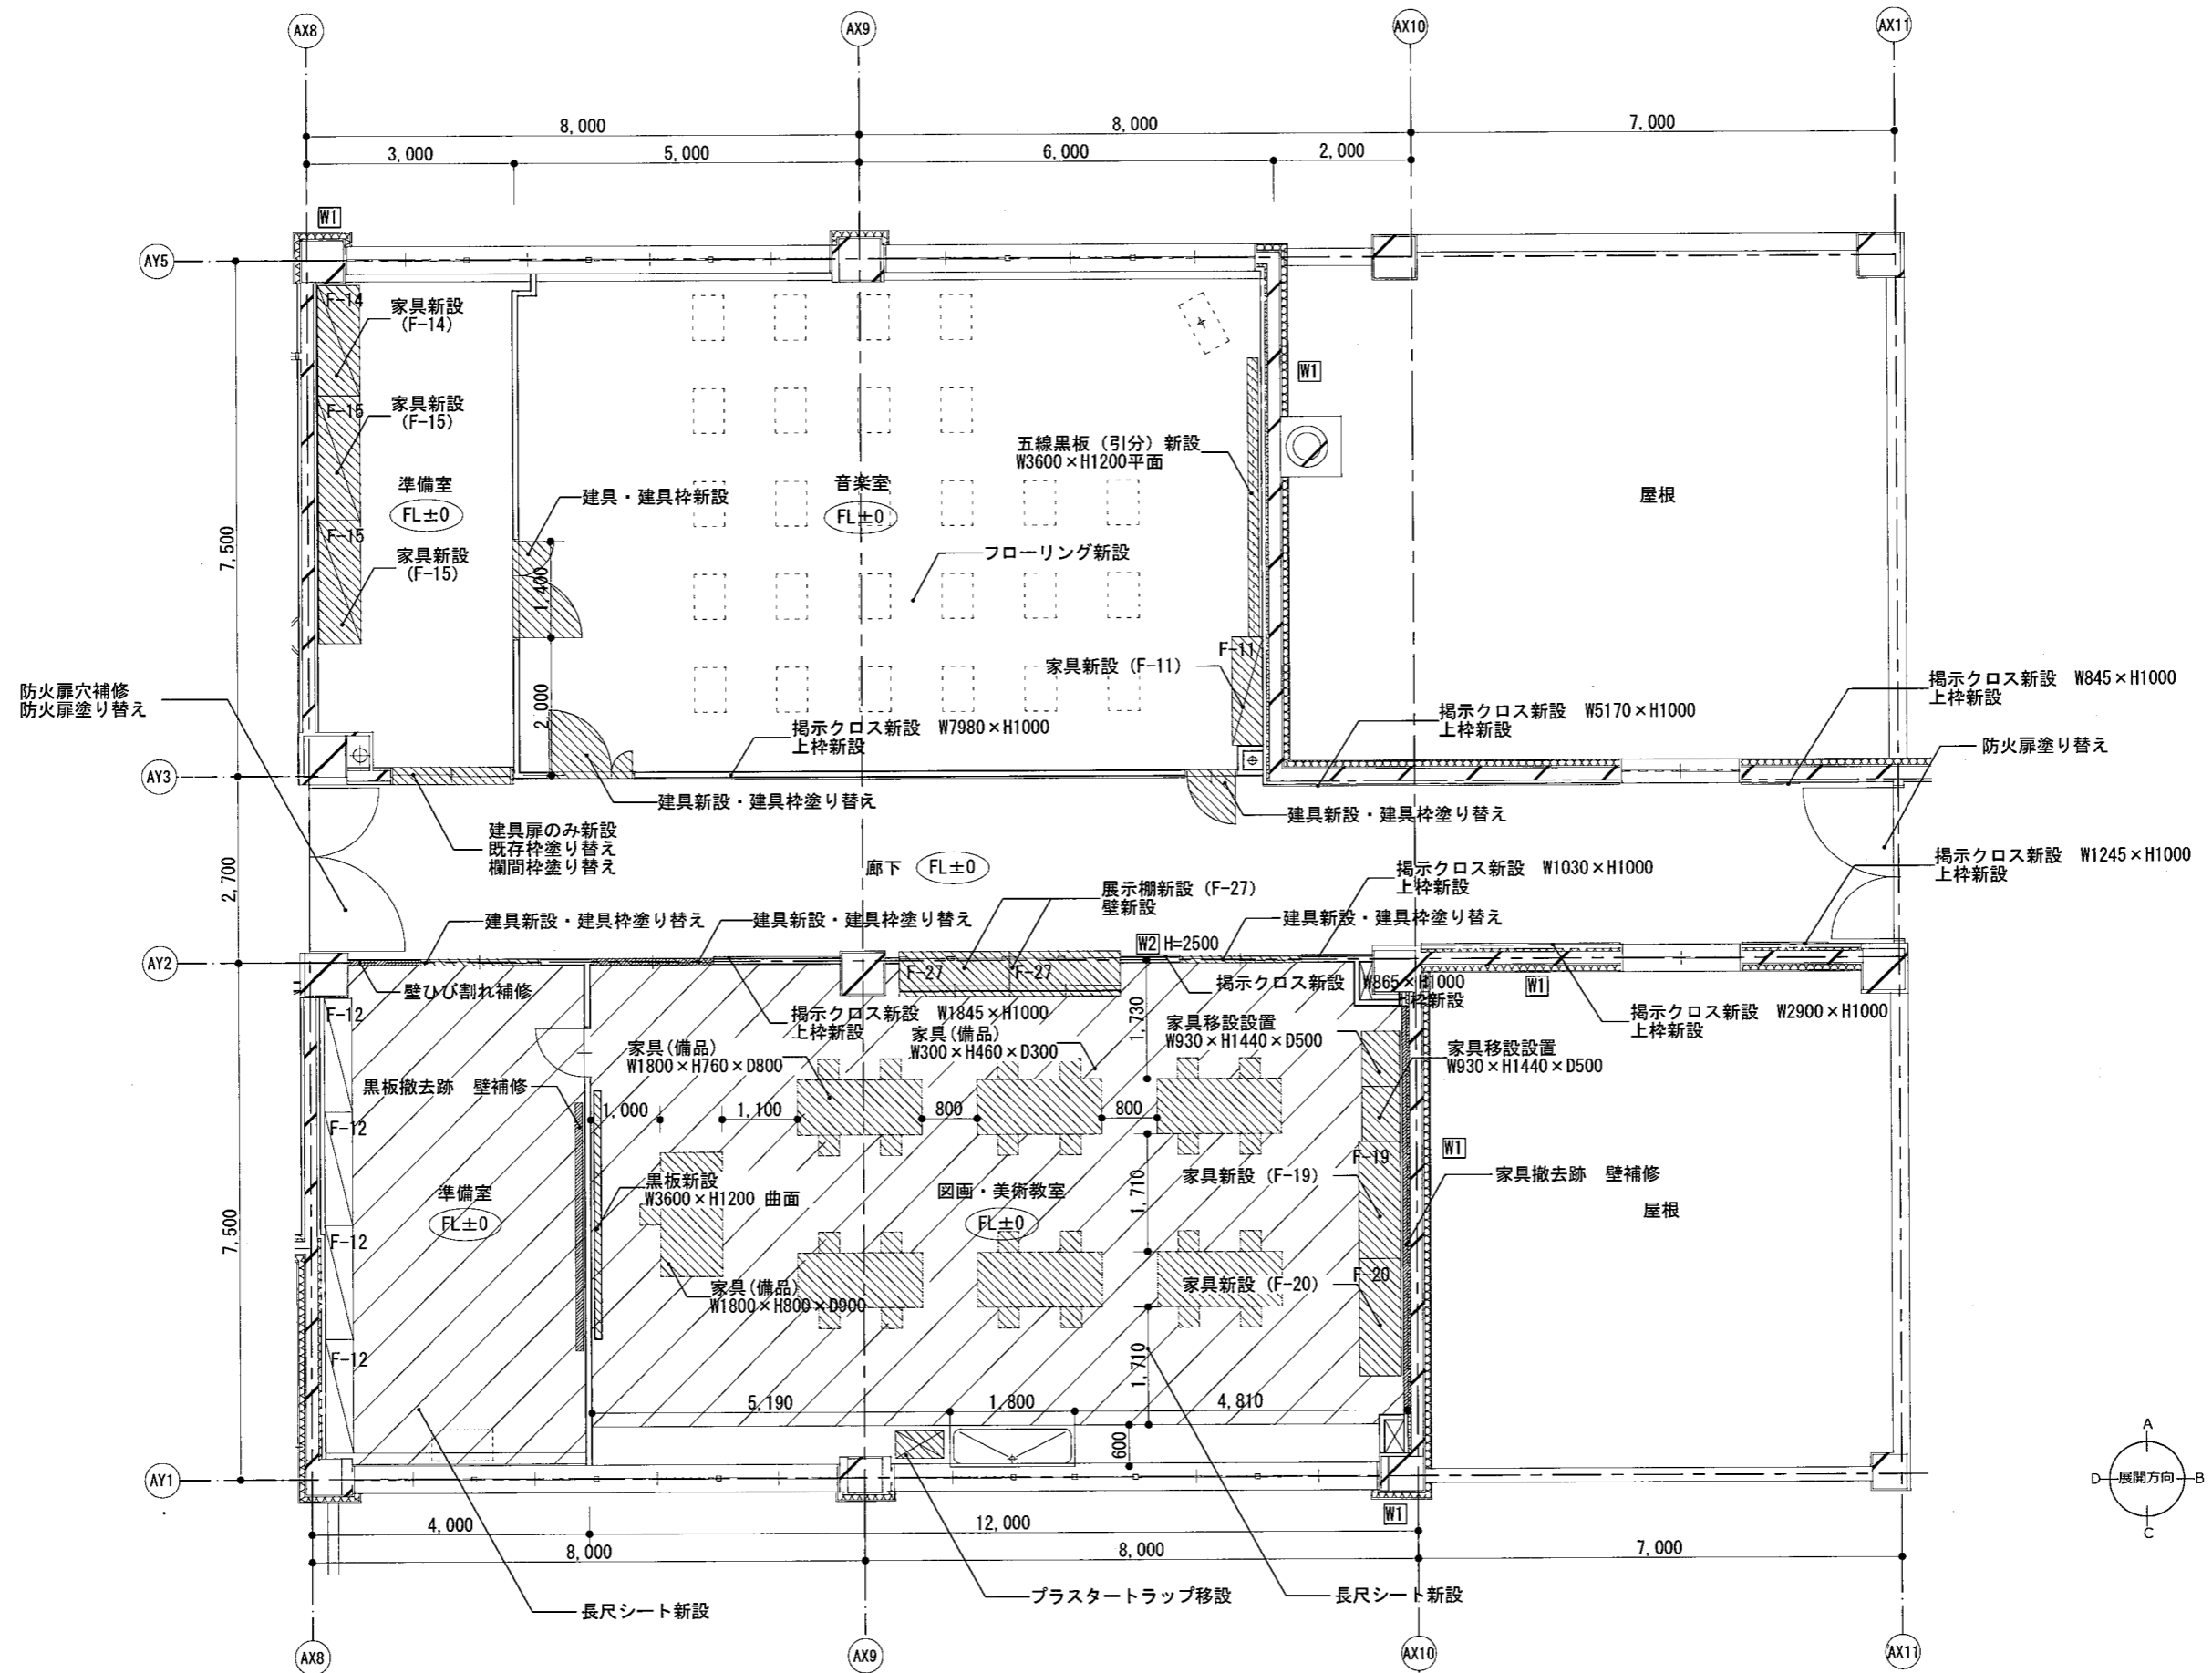 AX8
AX9
AX10
AX11
8,000
8,000
7,000
3,000
5,000
6,000
2,000
W1
AY5
F-14
家具新設
(F-14)
F-15
家具新設
(F-15)
W1
五線黒板（引分）新設
W3600×H1200平面
準備室
FL±0
音楽室
FL±0
屋根
建具・建具枠新設
F-15
家具新設
(F-15)
7,500
1,400
フローリング新設
F-11
家具新設（F-11）
防火扉穴補修
防火扉塗り替え
2,000
掲示クロス新設　W7980×H1000
上枠新設
掲示クロス新設　W5170×H1000
上枠新設
掲示クロス新設　W845×H1000
上枠新設
防火扉塗り替え
AY3
建具新設・建具枠塗り替え
建具新設・建具枠塗り替え
建具扉のみ新設
既存枠塗り替え
欄間枠塗り替え
2,700
廊下
FL±0
掲示クロス新設　W1030×H1000
上枠新設
掲示クロス新設　W1245×H1000
上枠新設
展示棚新設（F-27）
壁新設
建具新設・建具枠塗り替え
建具新設・建具枠塗り替え
建具新設・建具枠塗り替え
W2 H=2500
AY2
F-27
F-27
壁ひび割れ補修
掲示クロス新設　W865×H1000
上枠新設
W1
F-12
掲示クロス新設　W1845×H1000
上枠新設
掲示クロス新設　W2900×H1000
上枠新設
1,730
家具(備品)
W1800×H760×D800
家具(備品)
W300×H460×D300
家具移設設置
W930×H1440×D500
家具移設設置
W930×H1440×D500
黒板撤去跡　壁補修
1,000
1,100
800
800
F-12
W1
F-19
家具新設（F-19）
家具撤去跡　壁補修
1,710
黒板新設
W3600×H1200 曲面
準備室
FL±0
図画・美術教室
FL±0
屋根
7,500
F-12
F-20
家具新設（F-20）
家具(備品)
W1800×H800×D900
F-12
1,710
5,190
1,800
4,810
600
AY1
W1
A
D
展開方向
B
C
4,000
12,000
8,000
8,000
7,000
長尺シート新設
プラスタートラップ移設
長尺シート新設
AX8
AX9
AX10
AX11